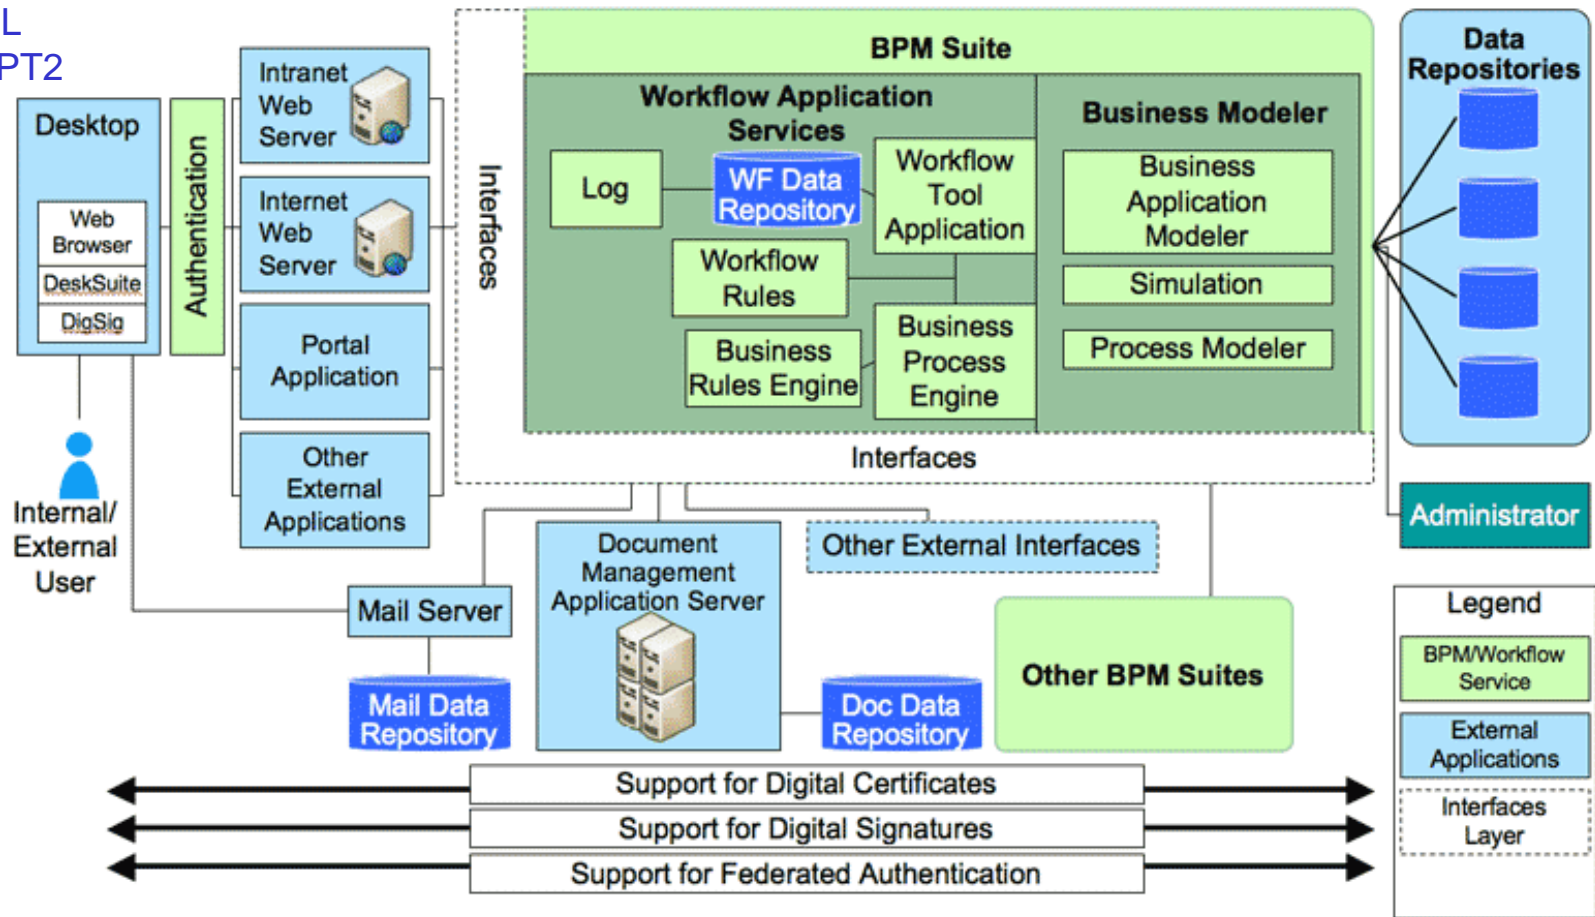 L
PT2
Desktop
Web
Browser
DeskSuite
DigSig
Internal/
External
User
Authentication
Intranet
Web
Server
Internet
Web
Server
Portal
Application
Other
External
Applications
Interfaces
BPM Suite
Workflow Application
Services
Log
WF Data
Repository
Workflow
Tool
Application
Workflow
Rules
Business
Rules Engine
Business
Process
Engine
Business Modeler
Business
Application
Modeler
Simulation
Process Modeler
Interfaces
Data
Repositories
Administrator
Mail Server
Mail Data
Repository
Document
Management
Application Server
Doc Data
Repository
Other External Interfaces
Other BPM Suites
Support for Digital Certificates
Support for Digital Signatures
Support for Federated Authentication
Legend
BPM/Workflow
Service
External
Applications
Interfaces
Layer